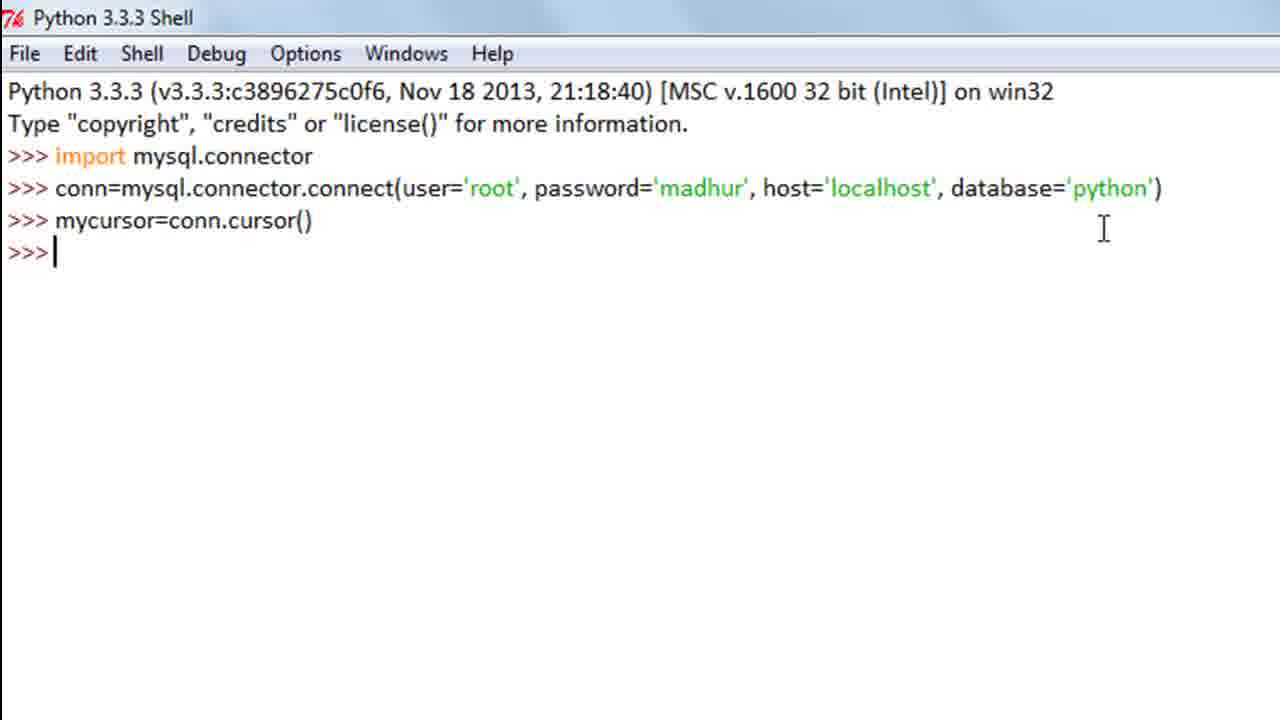 Python 3.3.3 Shell
File Edit Shell Debug Options Windows Help
Python 3.3.3 (v3.3.3:c3896275c0f6, Nov 18 2013, 21:18:40) [MSC v.1600 32 bit (Intel)] on win32
Type "copyright", "credits" or "license()" for more information.
>>> import mysql.connector
>>> conn=mysql.connector.connect(user='root', password='madhur', host='localhost', database='python')
>>> mycursor=conn.cursor()
>>>